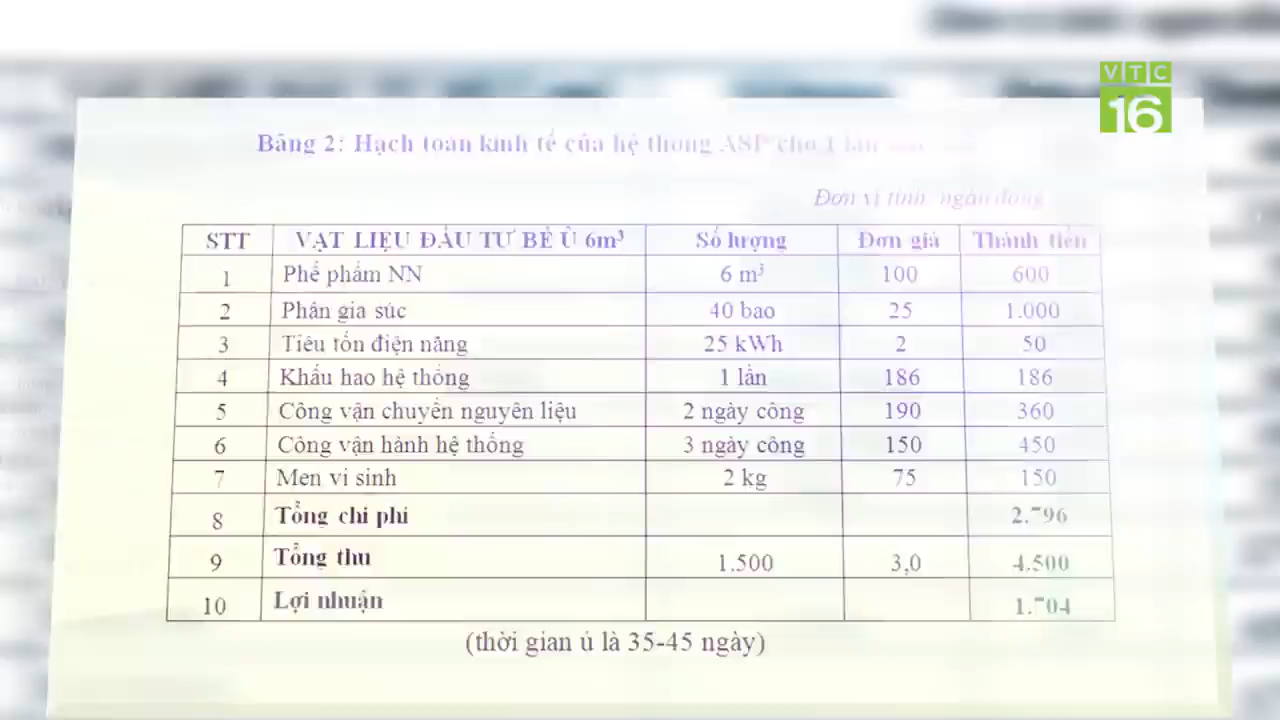 VTC
16
Bảng 2: Hạch toán kinh tế của hệ thống ASP cho 1 lần
Đơn vị tính: ngàn đồng
STT VẬT LIỆU ĐẦU TƯ BỂ Ủ 6m³ Số lượng Đơn giá Thành tiền
1 Phế phẩm NN 6 m³ 100 600
2 Phân gia súc 40 bao 25 1.000
3 Tiêu tốn điện năng 25 kWh 2 50
4 Khấu hao hệ thống 1 lần 186 186
5 Công vận chuyển nguyên liệu 2 ngày công 190 360
6 Công vận hành hệ thống 3 ngày công 150 450
7 Men vi sinh 2 kg 75 150
8 Tổng chi phí 2.796
9 Tổng thu 1.500 3,0 4.500
10 Lợi nhuận 1.704
(thời gian ủ là 35-45 ngày)